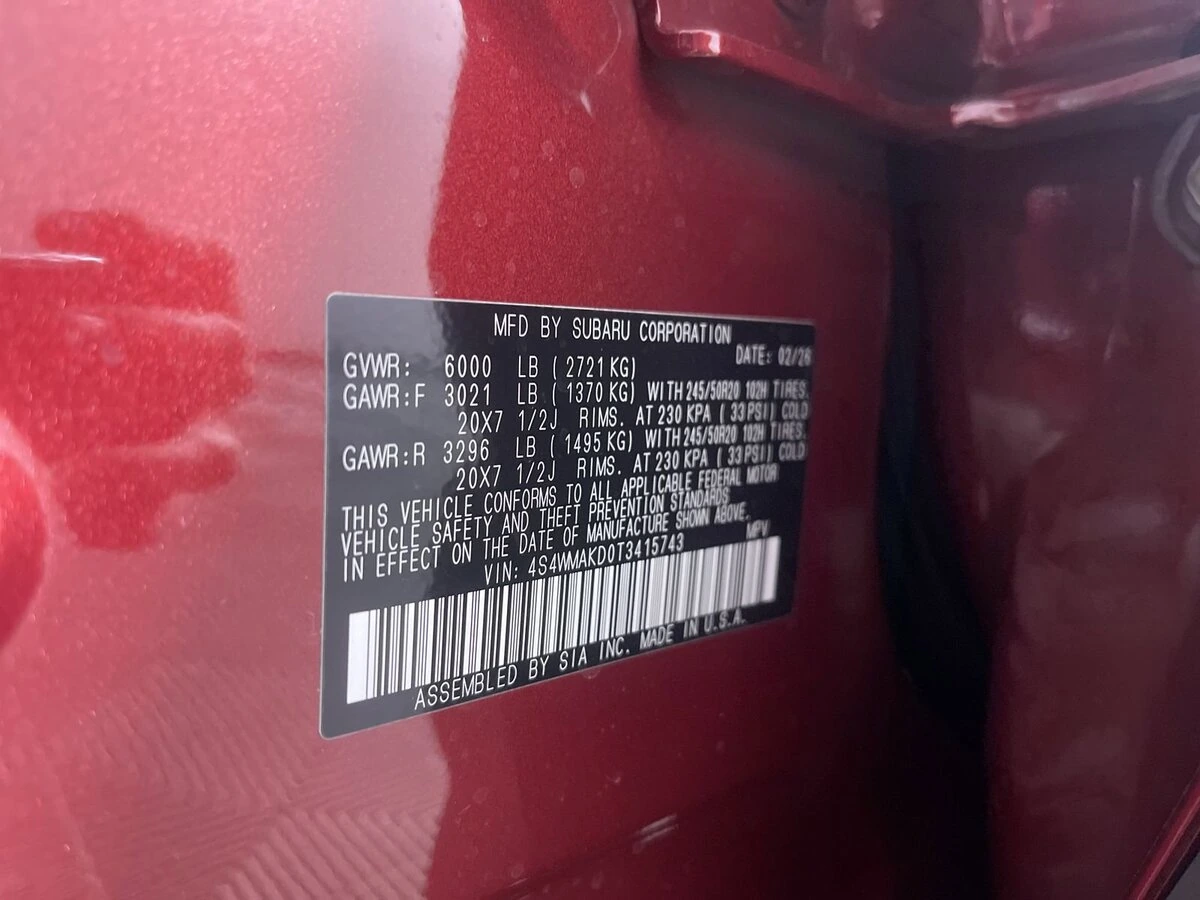 MFD BY SUBARU CORPORATION
DATE: 02/26
GVWR: 6000 LB ( 2721 KG)
GAWR:F 3021 LB ( 1370 KG) WITH 245/50R20 102H TIRES.
20X7 1/2J RIMS. AT 230 KPA ( 33 PSI) COLD
GAWR:R 3296 LB ( 1495 KG) WITH 245/50R20 102H TIRES.
20X7 1/2J RIMS. AT 230 KPA ( 33 PSI) COLD
THIS VEHICLE CONFORMS TO ALL APPLICABLE FEDERAL MOTOR
VEHICLE SAFETY AND THEFT PREVENTION STANDARDS
IN EFFECT ON THE DATE OF MANUFACTURE SHOWN ABOVE.
VIN: 4S4WMAKD0T3415743 MPV
ASSEMBLED BY SIA INC. MADE IN U.S.A.